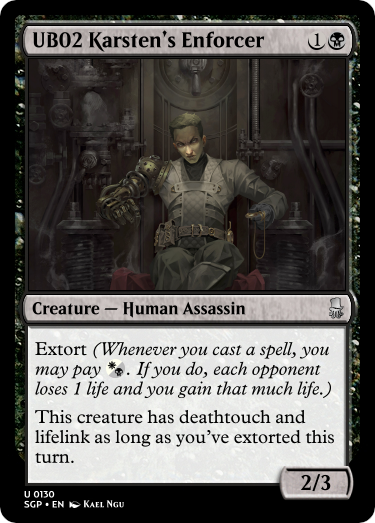 UB02 Karsten's Enforcer 1
Creature — Human Assassin
Extort (Whenever you cast a spell, you
may pay . If you do, each opponent
loses 1 life and you gain that much life.)
This creature has deathtouch and
lifelink as long as you've extorted this
turn.
2/3
U 0130
SGP • EN Kael Ngu